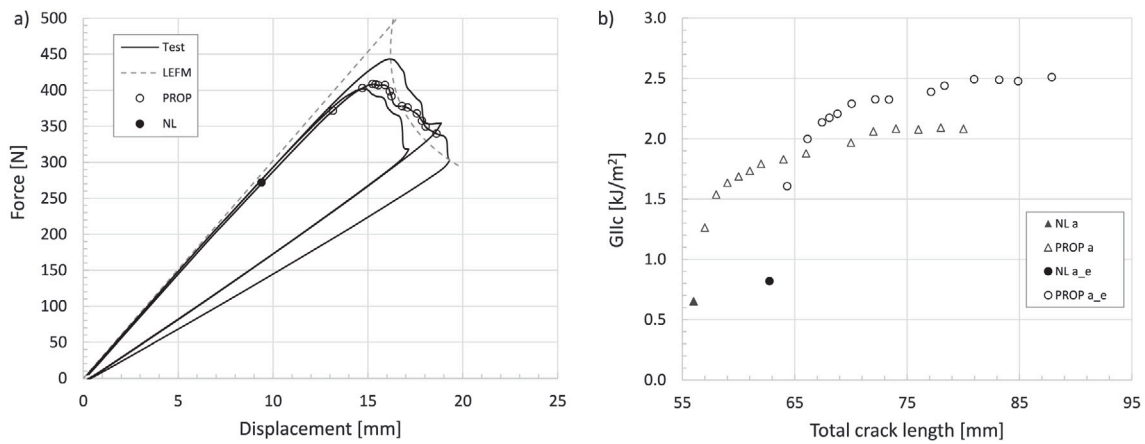 a)
500
450
400
350
300
250
200
150
100
50
0
Force [N]
Test
LEFM
PROP
NL
0 5 10 15 20 25
Displacement [mm]
b)
3.0
2.5
2.0
1.5
1.0
0.5
0.0
GIIc [kJ/m²]
NL a
PROP a
NL a_e
PROP a_e
55 65 75 85 95
Total crack length [mm]